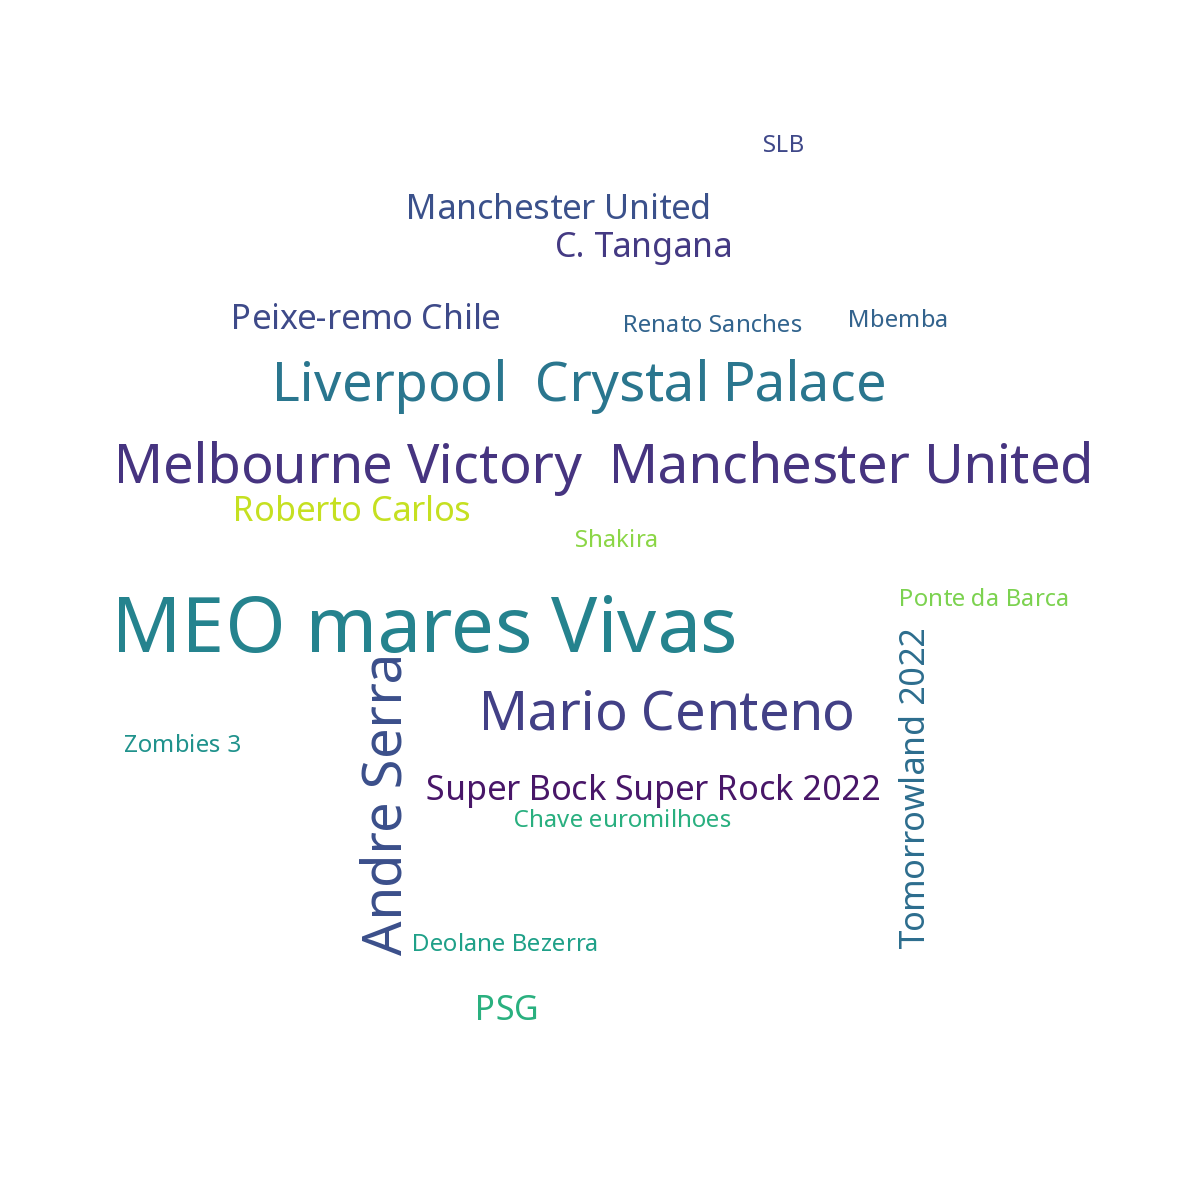 SLB
Manchester United
C. Tangana
Peixe-remo Chile
Renato Sanches
Mbemba
Liverpool Crystal Palace
Melbourne Victory Manchester United
Roberto Carlos
Shakira
MEO mares Vivas
Ponte da Barca
Andre Serra
Mario Centeno
Tomorrowland 2022
Zombies 3
Super Bock Super Rock 2022
Chave euromilhoes
Deolane Bezerra
PSG